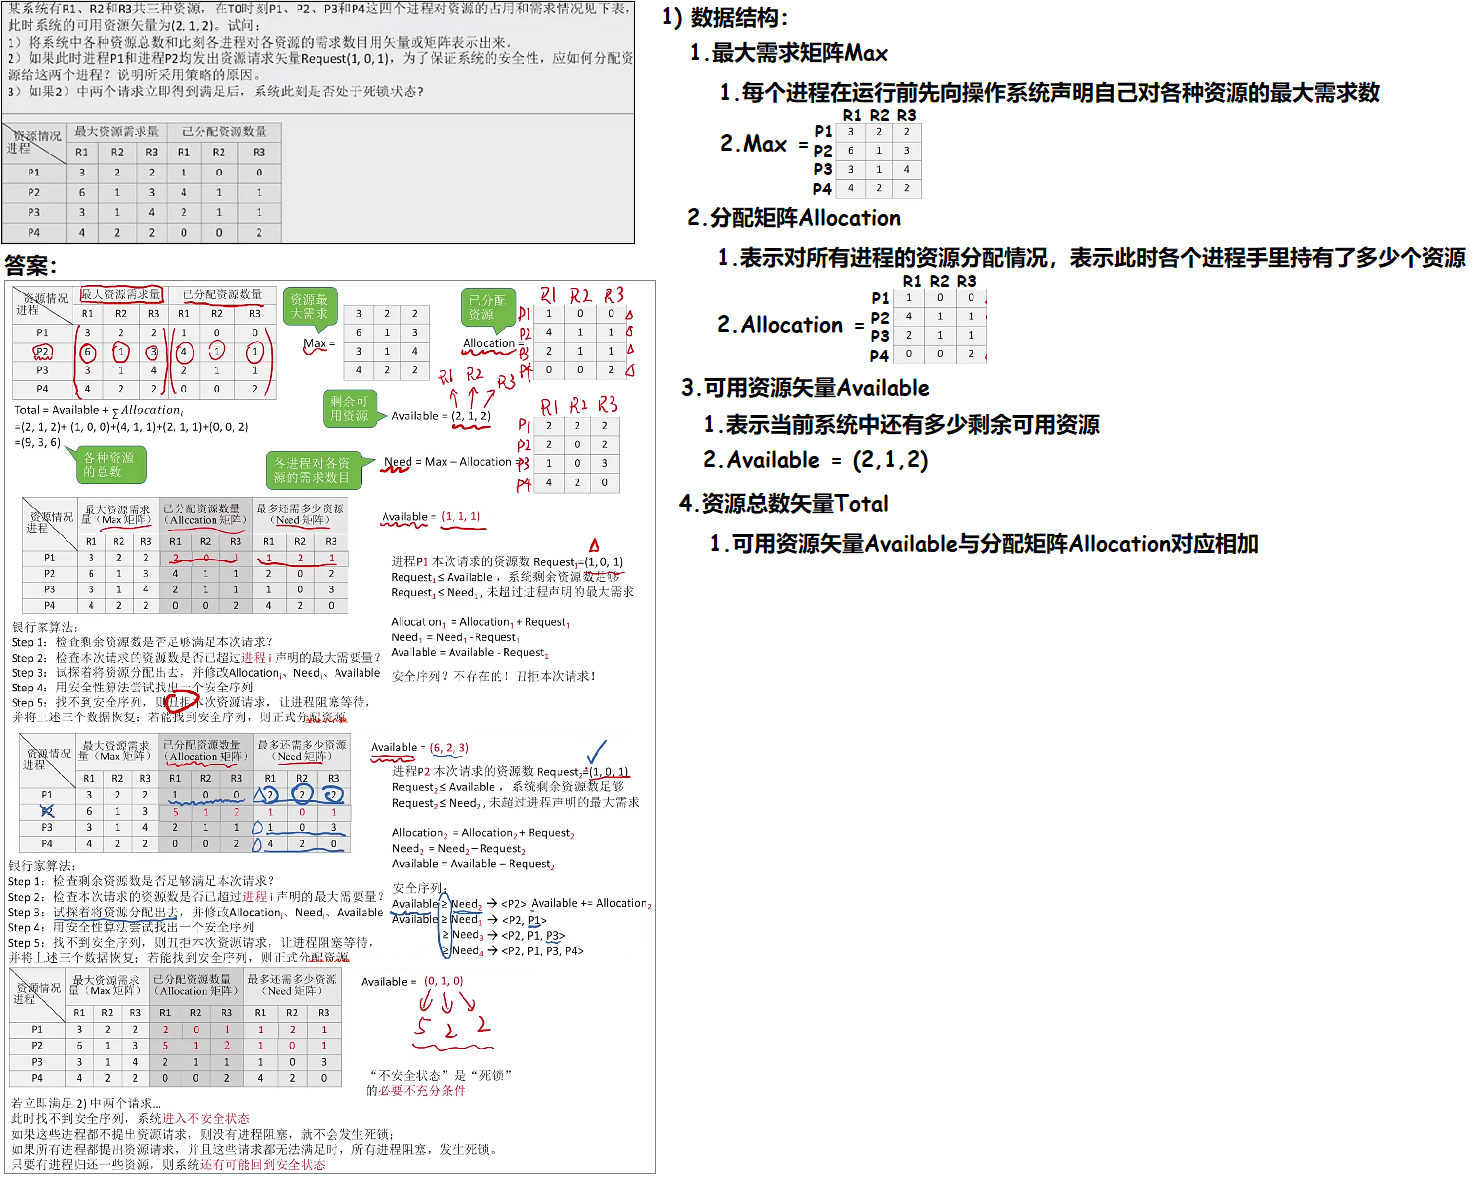 某系统有R1、R2和R3共三种资源，在T0时刻P1、P2、P3和P4这四个进程对资源的占用和需求情况见下表，
此时系统的可用资源矢量为(2, 1, 2)。试问：
1）将系统中各种资源总数和此刻各进程对各资源的需求数目用矢量或矩阵表示出来。
2）如果此时进程P1和进程P2均发出资源请求矢量Request(1, 0, 1)，为了保证系统的安全性，应如何分配资
源给这两个进程？说明所采用策略的原因。
3）如果2）中两个请求立即得到满足后，系统此刻是否处于死锁状态？
资源情况 最大资源需求量 已分配资源数量
进程 R1 R2 R3 R1 R2 R3
P1 3 2 2 1 0 0
P2 6 1 3 4 1 1
P3 3 1 4 2 1 1
P4 4 2 2 0 0 2
答案：
资源情况 最大资源需求量 已分配资源数量
进程 R1 R2 R3 R1 R2 R3
P1 3 2 2 1 0 0
P2 6 1 3 4 1 1
P3 3 1 4 2 1 1
P4 4 2 2 0 0 2
资源最
大需求
Max =
3 2 2
6 1 3
3 1 4
4 2 2
已分配
资源
Allocation =
R1 R2 R3
P1 1 0 0
P2 4 1 1
P3 2 1 1
P4 0 0 2
Total = Available + ∑ Allocationᵢ
=(2, 1, 2)+ (1, 0, 0)+(4, 1, 1)+(2, 1, 1)+(0, 0, 2)
=(9, 3, 6)
各种资源
的总数
剩余可
用资源
R1 R2 R3
Available = (2, 1, 2)
各进程对各资
源的需求数目
Need = Max – Allocation =
R1 R2 R3
P1 2 2 2
P2 2 0 2
P3 1 0 3
P4 4 2 0
资源情况 最大资源需求量（Max 矩阵） 已分配资源数量（Allocation 矩阵） 最多还需多少资源（Need 矩阵）
进程 R1 R2 R3 R1 R2 R3 R1 R2 R3
P1 3 2 2 2 0 1 1 2 1
P2 6 1 3 4 1 1 2 0 2
P3 3 1 4 2 1 1 1 0 3
P4 4 2 2 0 0 2 4 2 0
Available = (1, 1, 1)
进程P1 本次请求的资源数 Request₁=(1, 0, 1)
Request₁ ≤ Available ，系统剩余资源数足够
Request₁ ≤ Need₁ , 未超过进程声明的最大需求
Allocation₁ = Allocation₁ + Request₁
Need₁ = Need₁ - Request₁
Available = Available - Request₁
安全序列？不存在的！丑拒本次请求！
银行家算法：
Step 1：检查剩余资源数是否足够满足本次请求？
Step 2：检查本次请求的资源数是否已超过进程 i 声明的最大需要量？
Step 3：试探着将资源分配出去，并修改Allocationᵢ、Needᵢ、Available
Step 4：用安全性算法尝试找出一个安全序列
Step 5：找不到安全序列，则丑拒本次资源请求，让进程阻塞等待，
并将上述三个数据恢复；若能找到安全序列，则正式分配资源
资源情况 最大资源需求量（Max 矩阵） 已分配资源数量（Allocation 矩阵） 最多还需多少资源（Need 矩阵）
进程 R1 R2 R3 R1 R2 R3 R1 R2 R3
P1 3 2 2 1 0 0 2 2 2
P2 6 1 3 5 1 2 1 0 1
P3 3 1 4 2 1 1 1 0 3
P4 4 2 2 0 0 2 4 2 0
Available = (6, 2, 3)
进程P2 本次请求的资源数 Request₂=(1, 0, 1)
Request₂ ≤ Available ，系统剩余资源数足够
Request₂ ≤ Need₂ , 未超过进程声明的最大需求
Allocation₂ = Allocation₂ + Request₂
Need₂ = Need₂ – Request₂
Available = Available – Request₂
安全序列：
Available ≥ Need₂ → <P2> Available += Allocation₂
Available ≥ Need₁ → <P2, P1>
≥ Need₃ → <P2, P1, P3>
≥ Need₄ → <P2, P1, P3, P4>
银行家算法：
Step 1：检查剩余资源数是否足够满足本次请求？
Step 2：检查本次请求的资源数是否已超过进程 i 声明的最大需要量？
Step 3：试探着将资源分配出去，并修改Allocationᵢ、Needᵢ、Available
Step 4：用安全性算法尝试找出一个安全序列
Step 5：找不到安全序列，则丑拒本次资源请求，让进程阻塞等待，
并将上述三个数据恢复；若能找到安全序列，则正式分配资源
资源情况 最大资源需求量（Max 矩阵） 已分配资源数量（Allocation 矩阵） 最多还需多少资源（Need 矩阵）
进程 R1 R2 R3 R1 R2 R3 R1 R2 R3
P1 3 2 2 2 0 1 1 2 1
P2 6 1 3 5 1 2 1 0 1
P3 3 1 4 2 1 1 1 0 3
P4 4 2 2 0 0 2 4 2 0
Available = (0, 1, 0)
5 2 2
“不安全状态”是“死锁”
的必要不充分条件
若立即满足 2) 中两个请求...
此时找不到安全序列，系统进入不安全状态
如果这些进程都不提出资源请求，则没有进程阻塞，就不会发生死锁；
如果所有进程都提出资源请求，并且这些请求都无法满足时，所有进程阻塞，发生死锁。
只要有进程归还一些资源，则系统还有可能回到安全状态
1) 数据结构：
1.最大需求矩阵Max
1.每个进程在运行前先向操作系统声明自己对各种资源的最大需求数
2.Max =
R1 R2 R3
P1 3 2 2
P2 6 1 3
P3 3 1 4
P4 4 2 2
2.分配矩阵Allocation
1.表示对所有进程的资源分配情况，表示此时各个进程手里持有了多少个资源
2.Allocation =
R1 R2 R3
P1 1 0 0
P2 4 1 1
P3 2 1 1
P4 0 0 2
3.可用资源矢量Available
1.表示当前系统中还有多少剩余可用资源
2.Available = (2,1,2)
4.资源总数矢量Total
1.可用资源矢量Available与分配矩阵Allocation对应相加